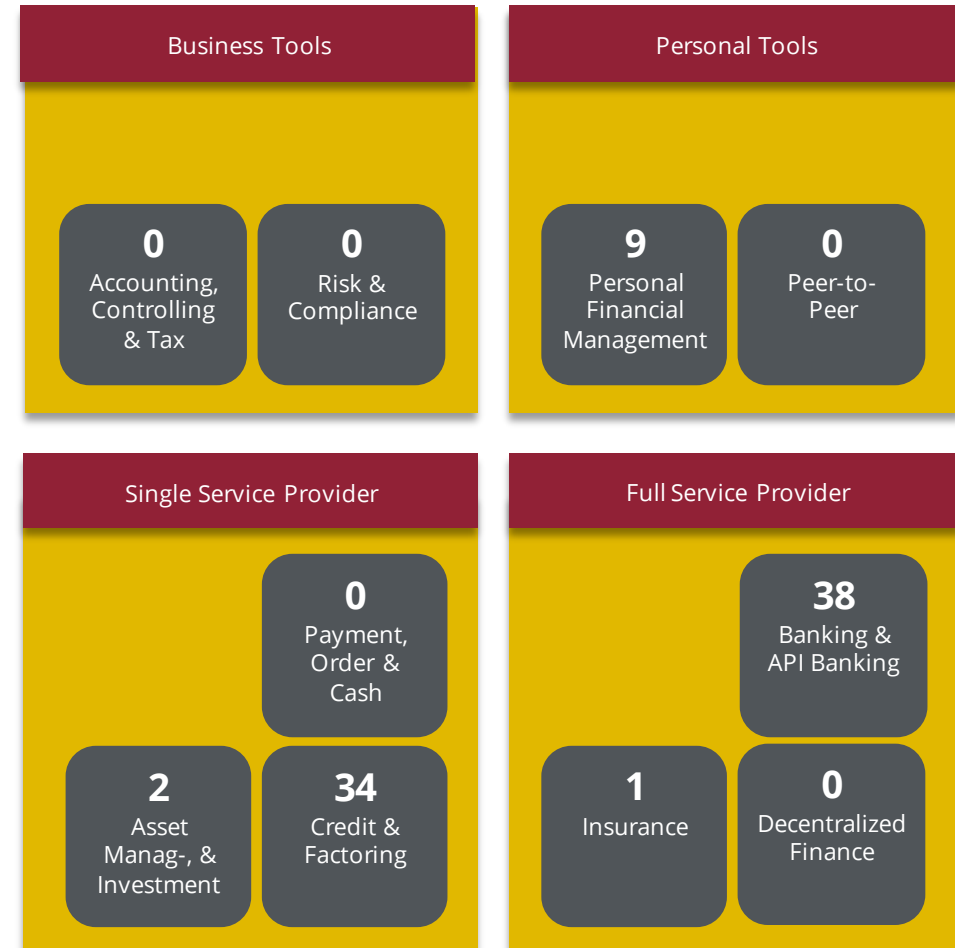 Business Tools
0
Accounting,
Controlling
& Tax
0
Risk &
Compliance
Personal Tools
9
Personal
Financial
Management
0
Peer-to-
Peer
Single Service Provider
0
Payment,
Order &
Cash
2
Asset
Manag-, &
Investment
34
Credit &
Factoring
Full Service Provider
38
Banking &
API Banking
1
Insurance
0
Decentralized
Finance